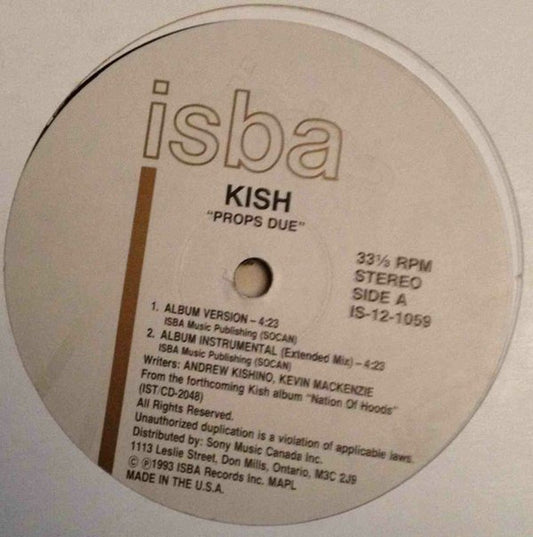 isba
KISH
"PROPS DUE"
33⅓ RPM
STEREO
SIDE A
IS-12-1059
1. ALBUM VERSION – 4:23
ISBA Music Publishing (SOCAN)
2. ALBUM INSTRUMENTAL (Extended Mix) – 4:23
ISBA Music Publishing (SOCAN)
Writers: ANDREW KISHINO, KEVIN MACKENZIE
From the forthcoming Kish album "Nation Of Hoods"
(IST/CD-2048)
All Rights Reserved.
Unauthorized duplication is a violation of applicable laws.
Distributed by: Sony Music Canada Inc.
1113 Leslie Street, Don Mills, Ontario, M3C 2J9
© ℗1993 ISBA Records Inc. MAPL
MADE IN THE U.S.A.